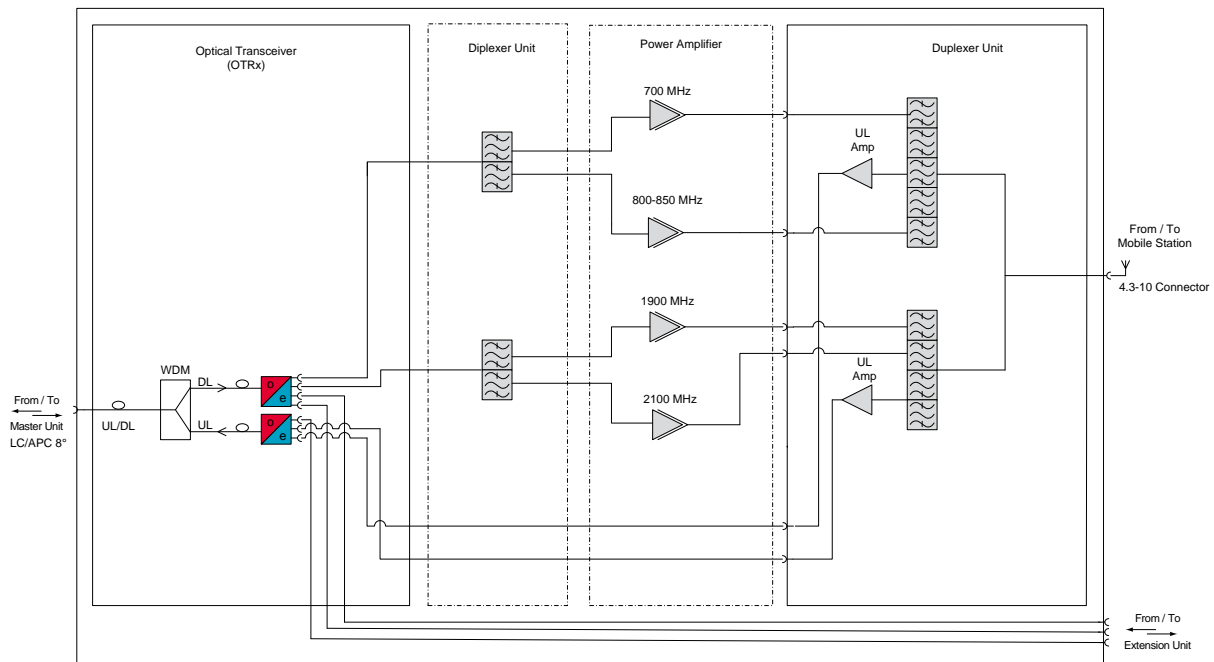 Optical Transceiver
(OTRx)
Diplexer Unit
Power Amplifier
Duplexer Unit
700 MHz
UL
Amp
800-850 MHz
From / To
Mobile Station
4.3-10 Connector
1900 MHz
WDM
DL
o
e
UL
Amp
From / To
Master Unit
LC/APC 8°
UL/DL
UL
o
e
2100 MHz
From / To
Extension Unit